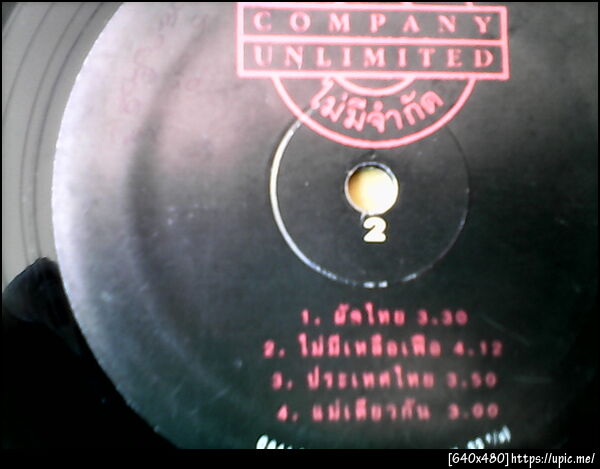 COMPANY
UNLIMITED
ไม่มีจำกัด
2
1. ผัดไทย 3.30
2. ไม่มีเหลือเฟือ 4.12
3. ประเทศไทย 3.50
4. แม่เดียวกัน 3.00
[640x480]https://upic.me/